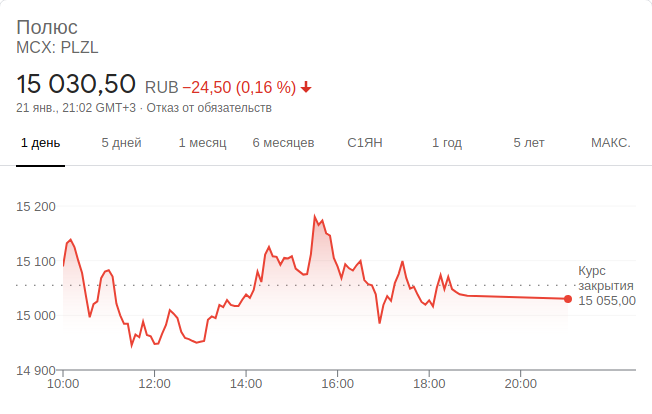 Полюс
MCX: PLZL
15 030,50 RUB −24,50 (0,16 %)
21 янв., 21:02 GMT+3 · Отказ от обязательств
1 день 5 дней 1 месяц 6 месяцев С1ЯН 1 год 5 лет МАКС.
15 200
15 100
Курс
закрытия
15 055,00
15 000
14 900
10:00 12:00 14:00 16:00 18:00 20:00